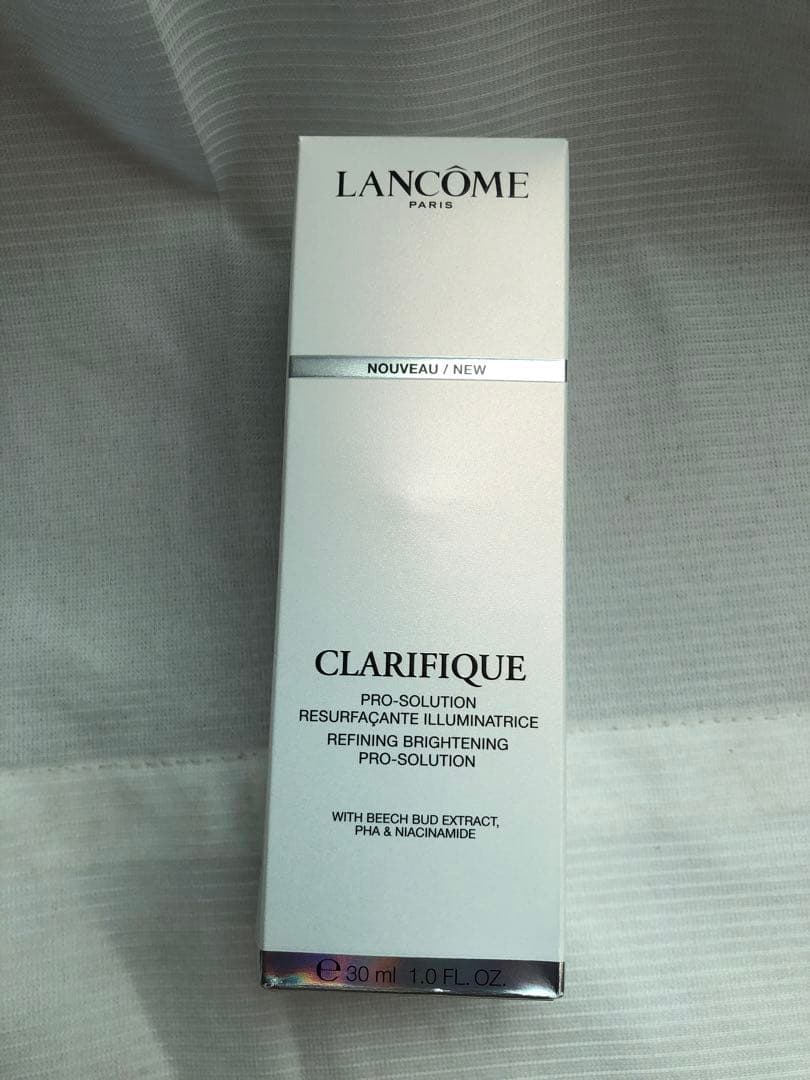 LANCÔME
PARIS
NOUVEAU / NEW
CLARIFIQUE
PRO-SOLUTION
RESURFAÇANTE ILLUMINATRICE
REFINING BRIGHTENING
PRO-SOLUTION
WITH BEECH BUD EXTRACT,
PHA & NIACINAMIDE
℮ 30 ml 1.0 FL. OZ.